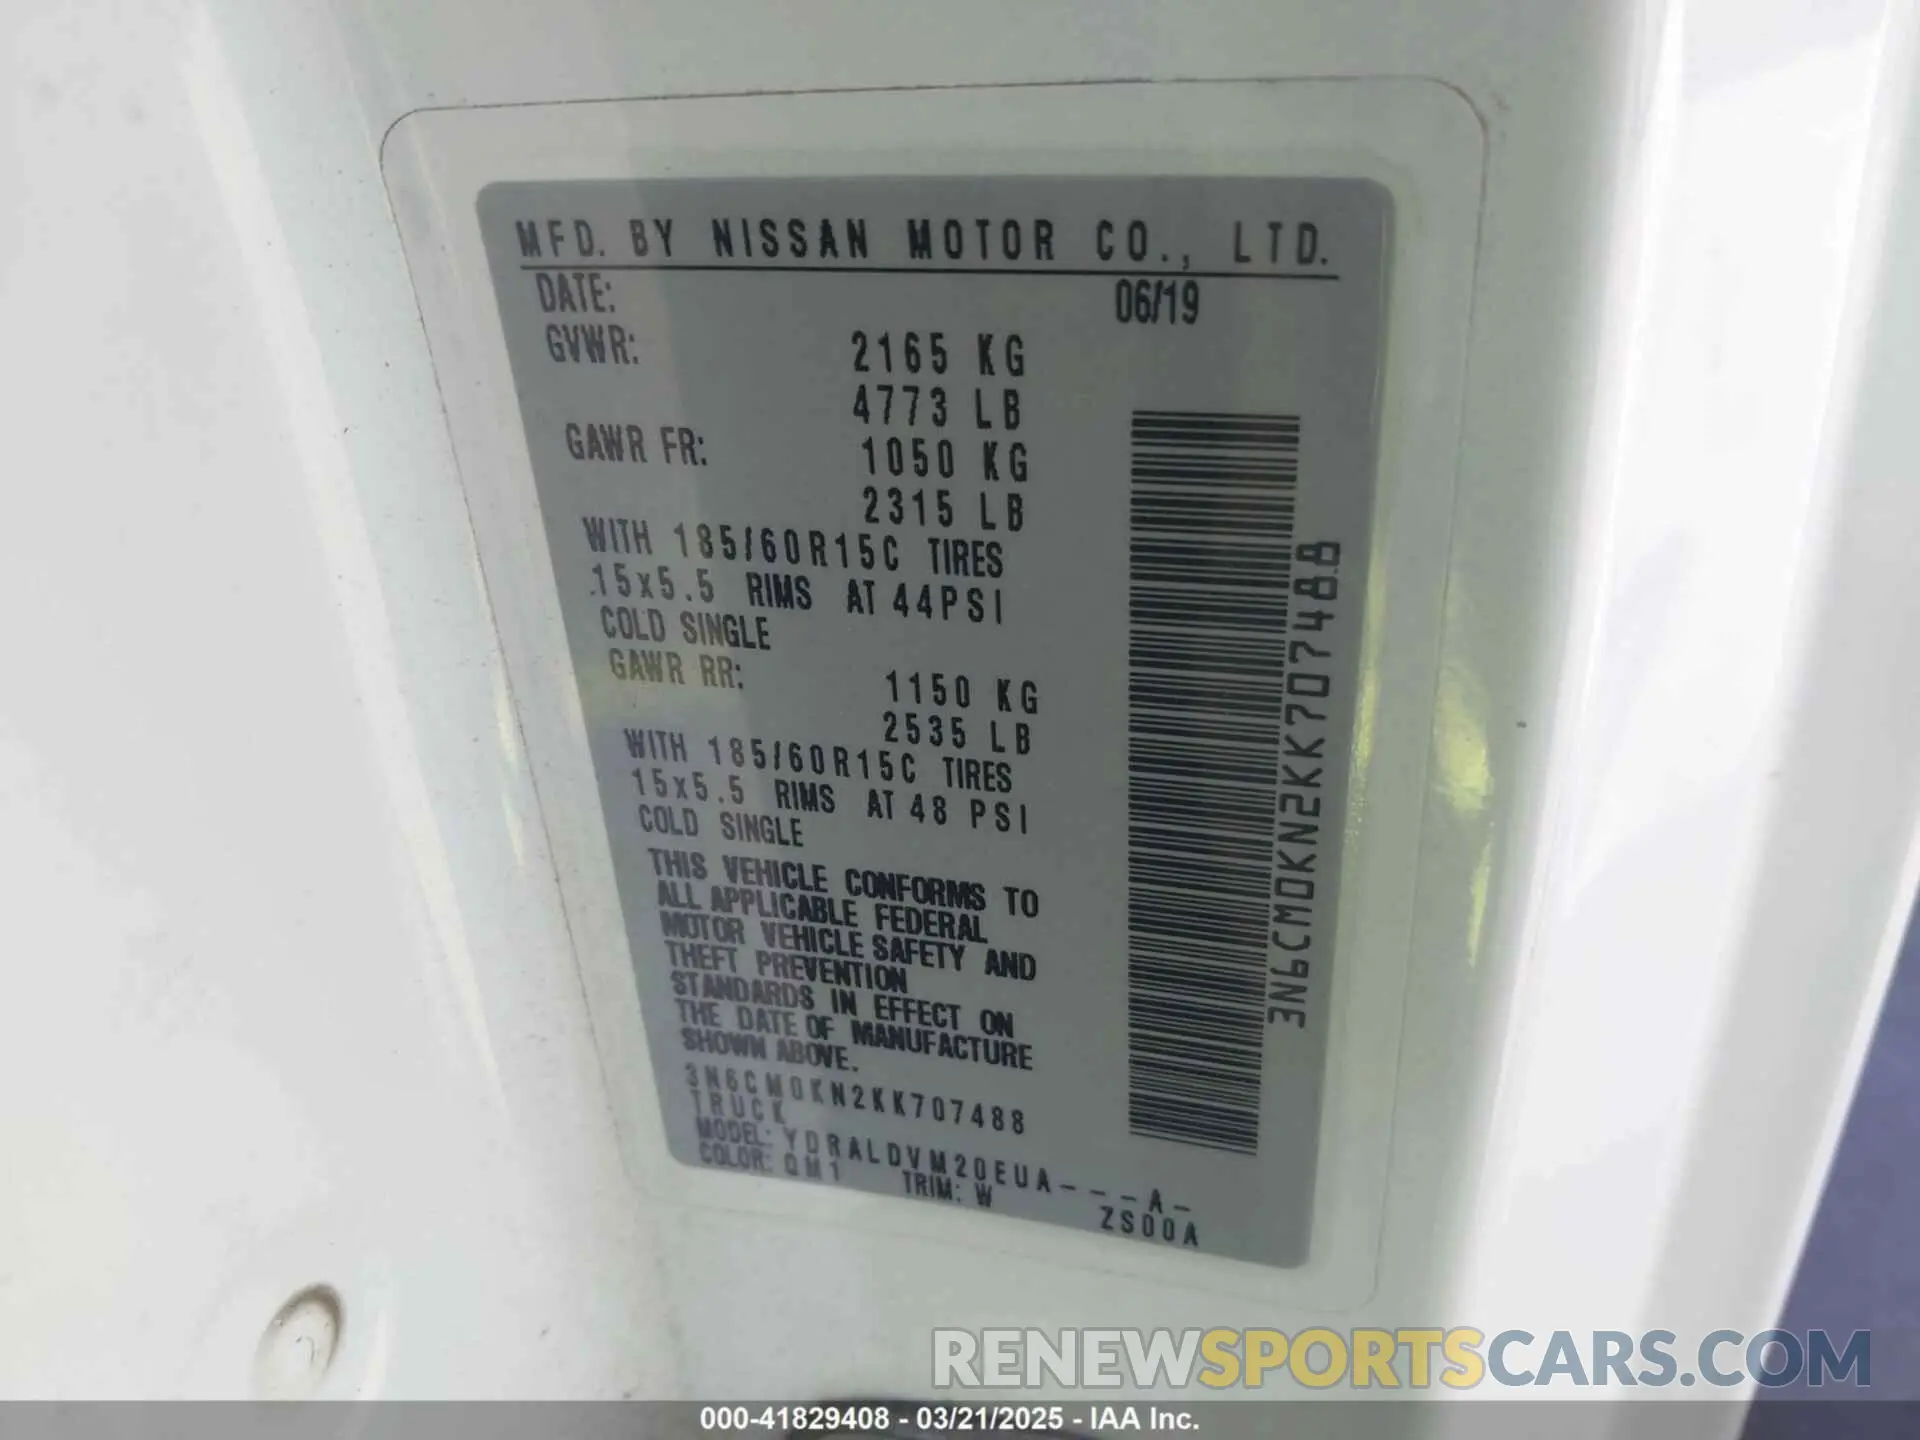 MFD. BY NISSAN MOTOR CO., LTD.
DATE: 06/19
GVWR: 2165 KG
4773 LB
GAWR FR: 1050 KG
2315 LB
WITH 185/60R15C TIRES
15x5.5 RIMS AT 44PSI
COLD SINGLE
GAWR RR: 1150 KG
2535 LB
WITH 185/60R15C TIRES
15x5.5 RIMS AT 48 PSI
COLD SINGLE
THIS VEHICLE CONFORMS TO
ALL APPLICABLE FEDERAL
MOTOR VEHICLE SAFETY AND
THEFT PREVENTION
STANDARDS IN EFFECT ON
THE DATE OF MANUFACTURE
SHOWN ABOVE.
3N6CM0KN2KK707488
TRUCK
MODEL: YDRALDVM20EUA---A-
COLOR: QM1 TRIM: W ZS00A
3N6CM0KN2KK707488
RENEWSPORTSCARS.COM
000-41829408 - 03/21/2025 - IAA Inc.